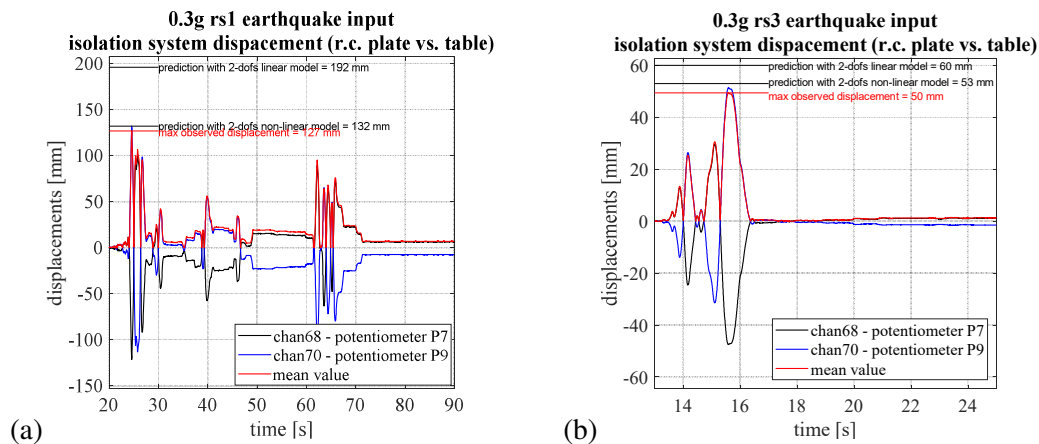 0.3g rs1 earthquake input
isolation system dispacement (r.c. plate vs. table)
200
150
100
50
0
-50
-100
-150
displacements [mm]
prediction with 2-dofs linear model = 192 mm
prediction with 2-dofs non-linear model = 132 mm
max observed displacement = 127 mm
chan68 - potentiometer P7
chan70 - potentiometer P9
mean value
20 30 40 50 60 70 80 90
time [s]
(a)
0.3g rs3 earthquake input
isolation system dispacement (r.c. plate vs. table)
60
40
20
0
-20
-40
-60
displacements [mm]
prediction with 2-dofs linear model = 60 mm
prediction with 2-dofs non-linear model = 53 mm
max observed displacement = 50 mm
chan68 - potentiometer P7
chan70 - potentiometer P9
mean value
14 16 18 20 22 24
time [s]
(b)